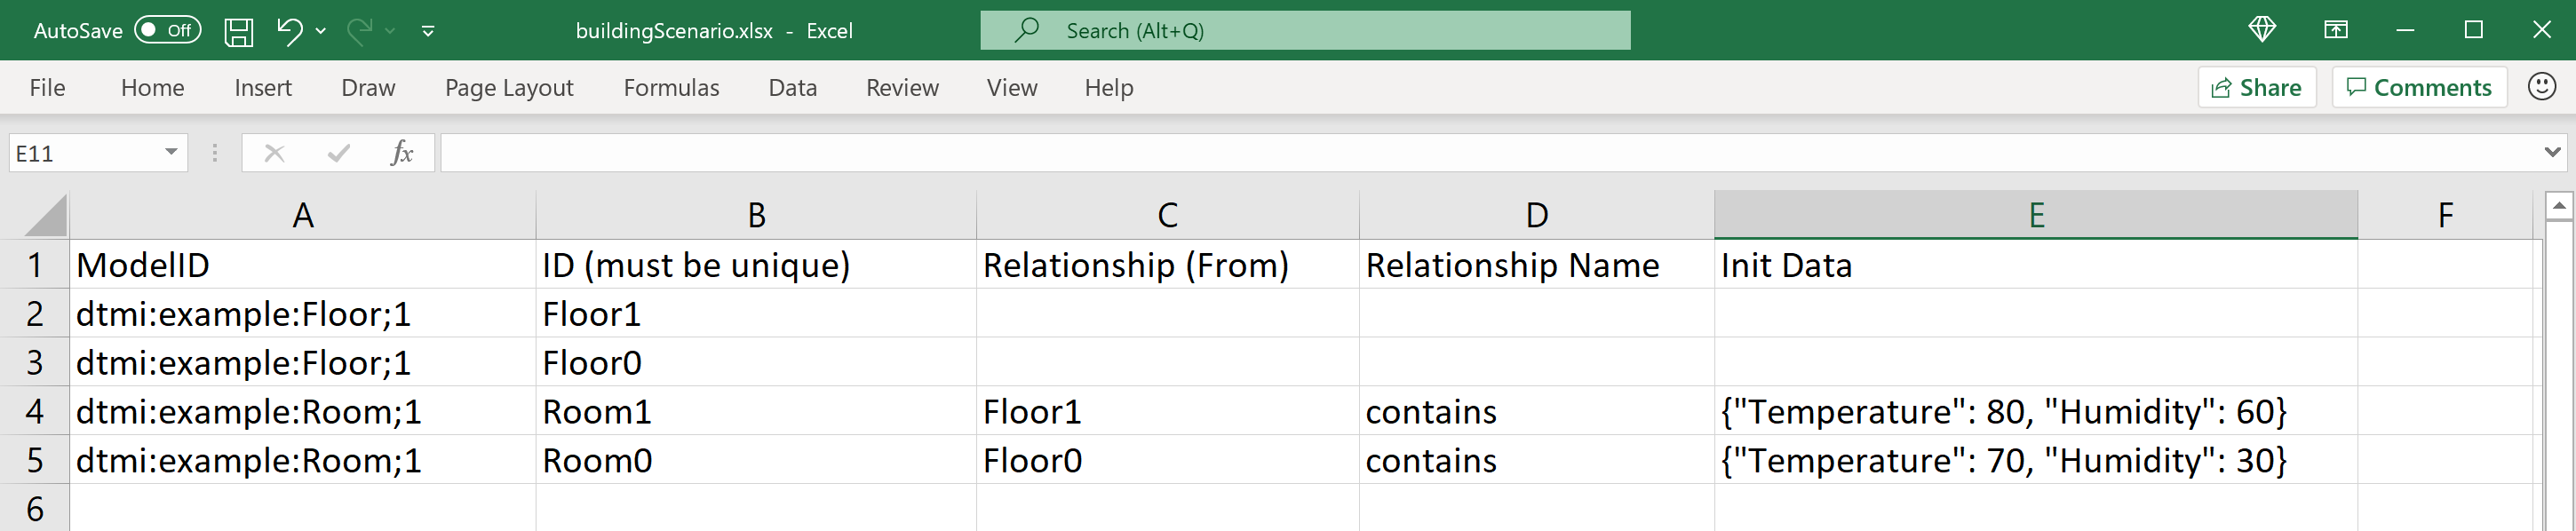 AutoSave Off buildingScenario.xlsx - Excel Search (Alt+Q)
File Home Insert Draw Page Layout Formulas Data Review View Help Share Comments
E11 fx
A B C D E F
1 ModelID ID (must be unique) Relationship (From) Relationship Name Init Data
2 dtmi:example:Floor;1 Floor1
3 dtmi:example:Floor;1 Floor0
4 dtmi:example:Room;1 Room1 Floor1 contains {"Temperature": 80, "Humidity": 60}
5 dtmi:example:Room;1 Room0 Floor0 contains {"Temperature": 70, "Humidity": 30}
6